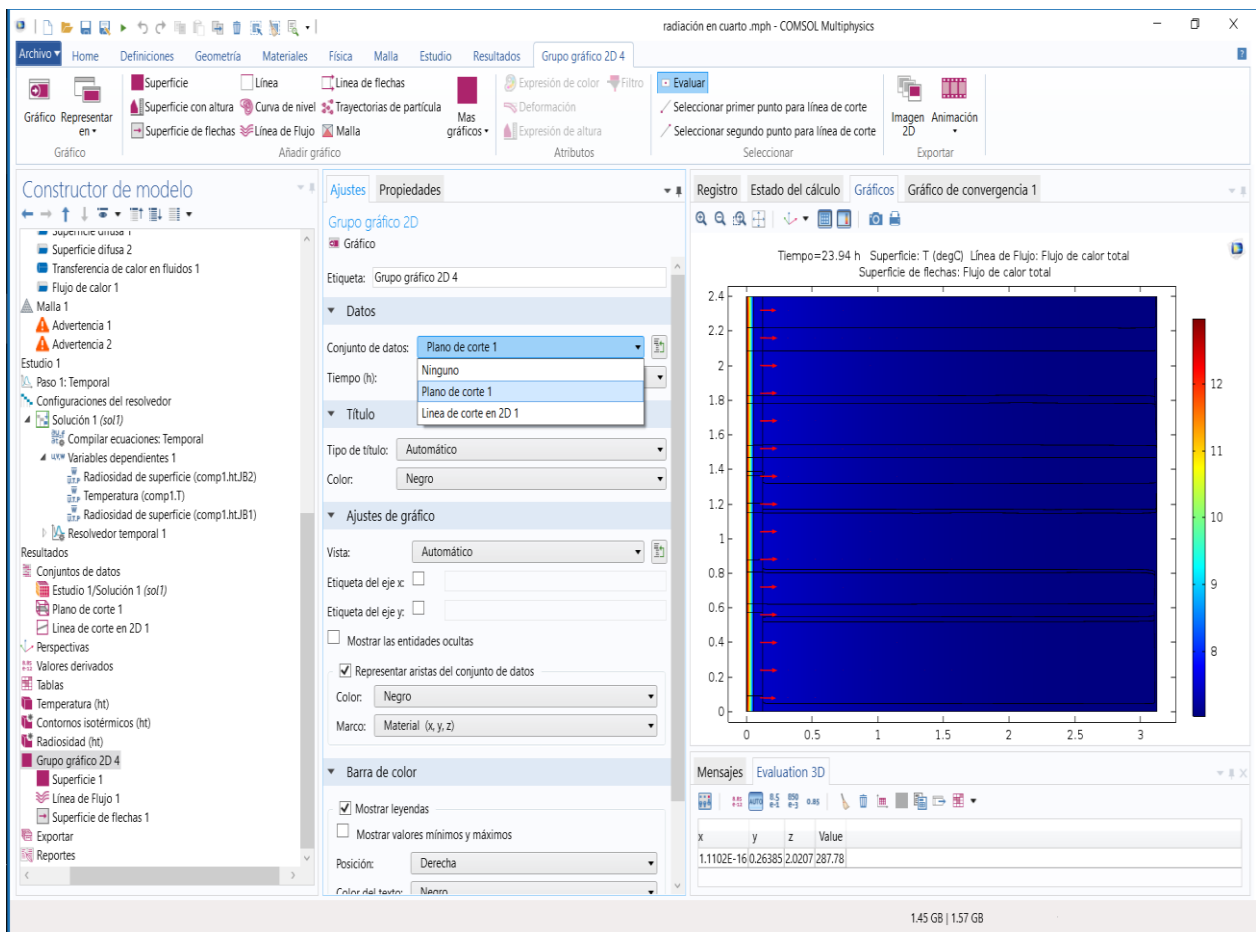 radiación en cuarto .mph - COMSOL Multiphysics
Archivo Home Definiciones Geometría Materiales Física Malla Estudio Resultados Grupo gráfico 2D 4
Gráfico
Representar en
Gráfico
Superficie Línea Linea de flechas
Superficie con altura Curva de nivel Trayectorias de partícula
Superficie de flechas Línea de Flujo Malla
Mas gráficos
Añadir gráfico
Expresión de color Filtro
Deformación
Expresión de altura
Atributos
Evaluar
Seleccionar primer punto para línea de corte
Seleccionar segundo punto para línea de corte
Seleccionar
Imagen 2D
Animación
Exportar
Constructor de modelo
Superficie difusa 1
Superficie difusa 2
Transferencia de calor en fluidos 1
Flujo de calor 1
Malla 1
Advertencia 1
Advertencia 2
Estudio 1
Paso 1: Temporal
Configuraciones del resolvedor
Solución 1 (sol1)
Compilar ecuaciones: Temporal
Variables dependientes 1
Radiosidad de superficie (comp1.ht.JB2)
Temperatura (comp1.T)
Radiosidad de superficie (comp1.ht.JB1)
Resolvedor temporal 1
Resultados
Conjuntos de datos
Estudio 1/Solución 1 (sol1)
Plano de corte 1
Linea de corte en 2D 1
Perspectivas
Valores derivados
Tablas
Temperatura (ht)
Contornos isotérmicos (ht)
Radiosidad (ht)
Grupo gráfico 2D 4
Superficie 1
Línea de Flujo 1
Superficie de flechas 1
Exportar
Reportes
Ajustes Propiedades
Grupo gráfico 2D
Gráfico
Etiqueta: Grupo gráfico 2D 4
Datos
Conjunto de datos: Plano de corte 1
Ninguno
Tiempo (h):
Plano de corte 1
Linea de corte en 2D 1
Título
Tipo de título: Automático
Color: Negro
Ajustes de gráfico
Vista: Automático
Etiqueta del eje x:
Etiqueta del eje y:
Mostrar las entidades ocultas
Representar aristas del conjunto de datos
Color: Negro
Marco: Material (x, y, z)
Barra de color
Mostrar leyendas
Mostrar valores mínimos y máximos
Posición: Derecha
Color del texto: Negro
Registro Estado del cálculo Gráficos Gráfico de convergencia 1
Tiempo=23.94 h Superficie: T (degC) Línea de Flujo: Flujo de calor total
Superficie de flechas: Flujo de calor total
2.4
2.2
2
1.8
1.6
1.4
1.2
1
0.8
0.6
0.4
0.2
0
0 0.5 1 1.5 2 2.5 3
12
11
10
9
8
Mensajes Evaluation 3D
x y z Value
1.1102E-16 0.26385 2.0207 287.78
1.45 GB | 1.57 GB